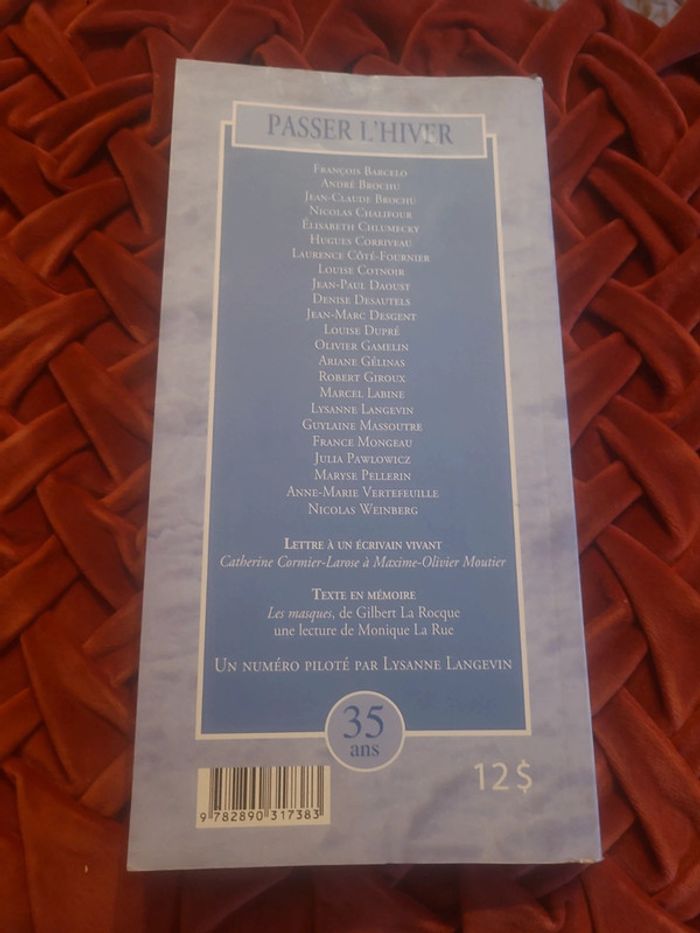 PASSER L'HIVER
FRANÇOIS BARCELO
ANDRÉ BROCHU
JEAN-CLAUDE BROCHU
NICOLAS CHALIFOUR
ÉLISABETH CHLUMECKY
HUGUES CORRIVEAU
LAURENCE CÔTÉ-FOURNIER
LOUISE COTNOIR
JEAN-PAUL DAOUST
DENISE DESAUTELS
JEAN-MARC DESGENT
LOUISE DUPRÉ
OLIVIER GAMELIN
ARIANE GÉLINAS
ROBERT GIROUX
MARCEL LABINE
LYSANNE LANGEVIN
GUYLAINE MASSOUTRE
FRANCE MONGEAU
JULIA PAWLOWICZ
MARYSE PELLERIN
ANNE-MARIE VERTEFEUILLE
NICOLAS WEINBERG
LETTRE À UN ÉCRIVAIN VIVANT
Catherine Cormier-Larose à Maxime-Olivier Moutier
TEXTE EN MÉMOIRE
Les masques, de Gilbert La Rocque
une lecture de Monique La Rue
UN NUMÉRO PILOTÉ PAR LYSANNE LANGEVIN
35
ans
12 $
9 782890 317383